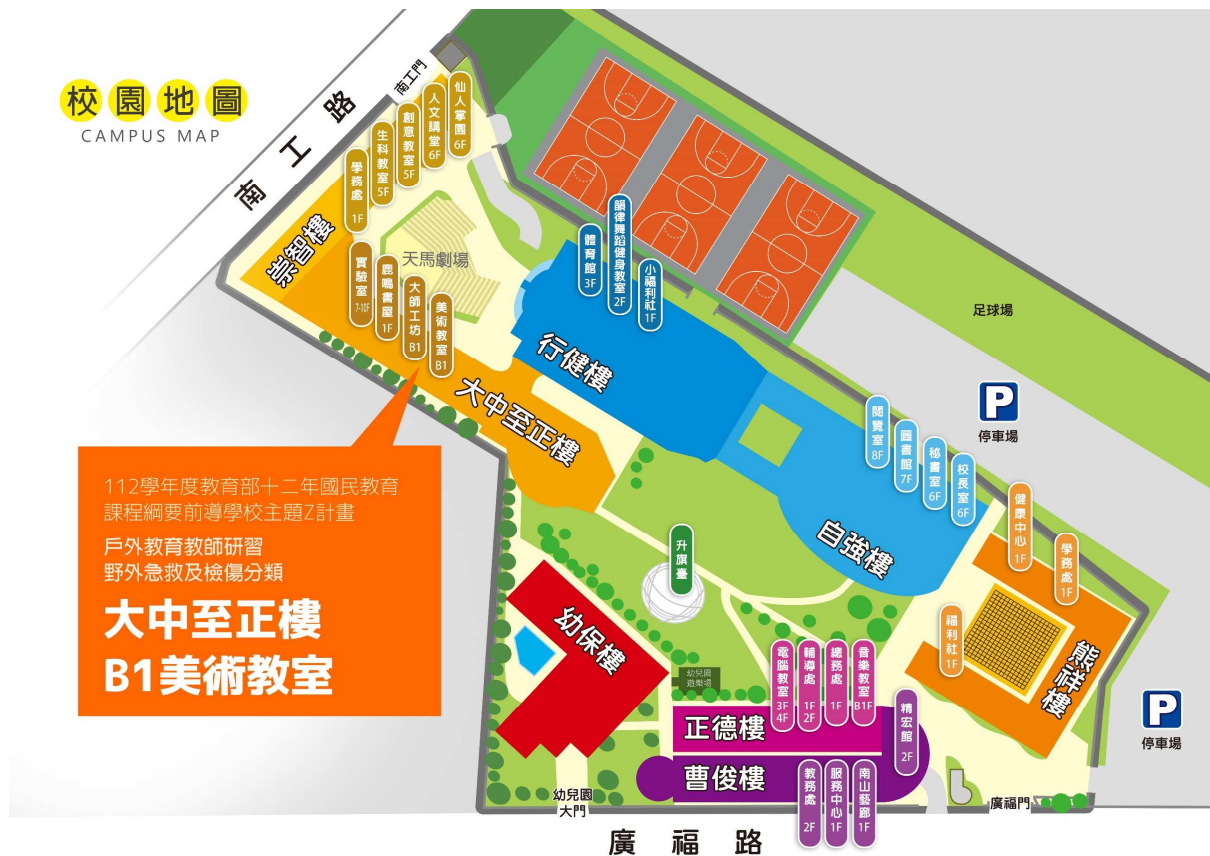 校園地圖
CAMPUS MAP
南工路
南工門
仙人掌園 6F
人文講堂 6F
創意教室 5F
生科教室 5F
學務處 1F
崇智樓
天馬劇場
實驗室 7-10F
鹿鳴書屋 1F
大師工坊 B1
美術教室 B1
大中至正樓
體育館 3F
韻律舞蹈健身教室 2F
小福利社 1F
行健樓
足球場
P
停車場
閱覽室 8F
圖書館 7F
秘書室 6F
校長室 6F
自強樓
健康中心 1F
學務處 1F
福利社 1F
熊祥樓
P
停車場
升旗臺
幼保樓
幼兒園
遊樂場
電腦教室 3F 4F
輔導處 1F 2F
總務處 1F
音樂教室 B1F
精宏館 2F
正德樓
曹俊樓
教務處 2F
服務中心 1F
南山藝廊 1F
幼兒園
大門
廣福門
廣福路
112學年度教育部十二年國民教育
課程綱要前導學校主題Z計畫
戶外教育教師研習
野外急救及檢傷分類
大中至正樓
B1美術教室